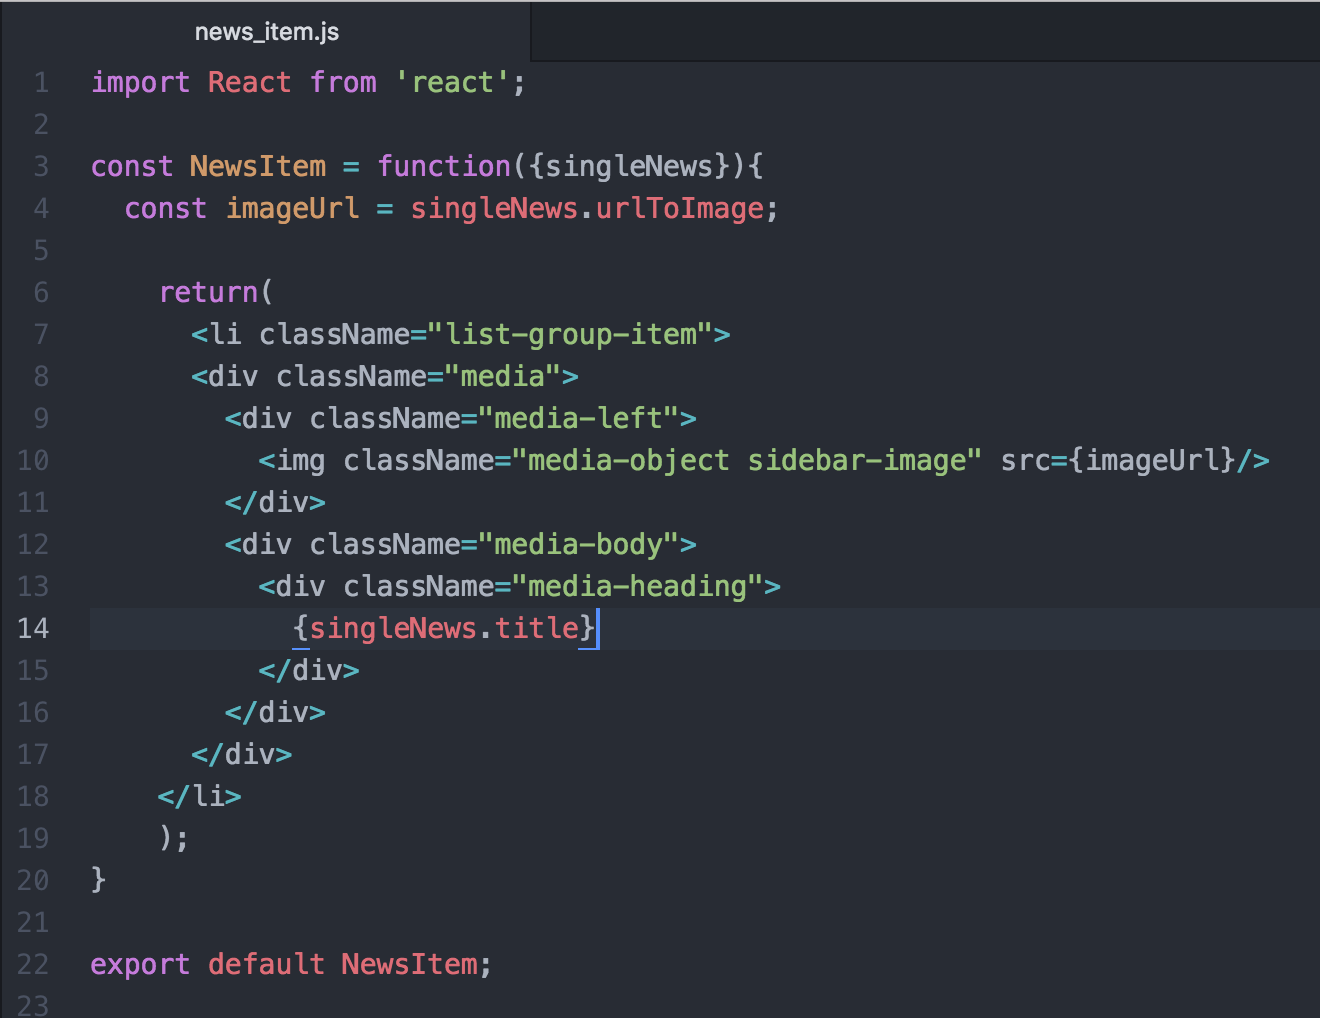 news_item.js
1 import React from 'react';
2
3 const NewsItem = function({singleNews}){
4   const imageUrl = singleNews.urlToImage;
5
6     return(
7       <li className="list-group-item">
8       <div className="media">
9         <div className="media-left">
10           <img className="media-object sidebar-image" src={imageUrl}/>
11         </div>
12         <div className="media-body">
13           <div className="media-heading">
14             {singleNews.title}
15           </div>
16         </div>
17       </div>
18     </li>
19     );
20 }
21
22 export default NewsItem;
23